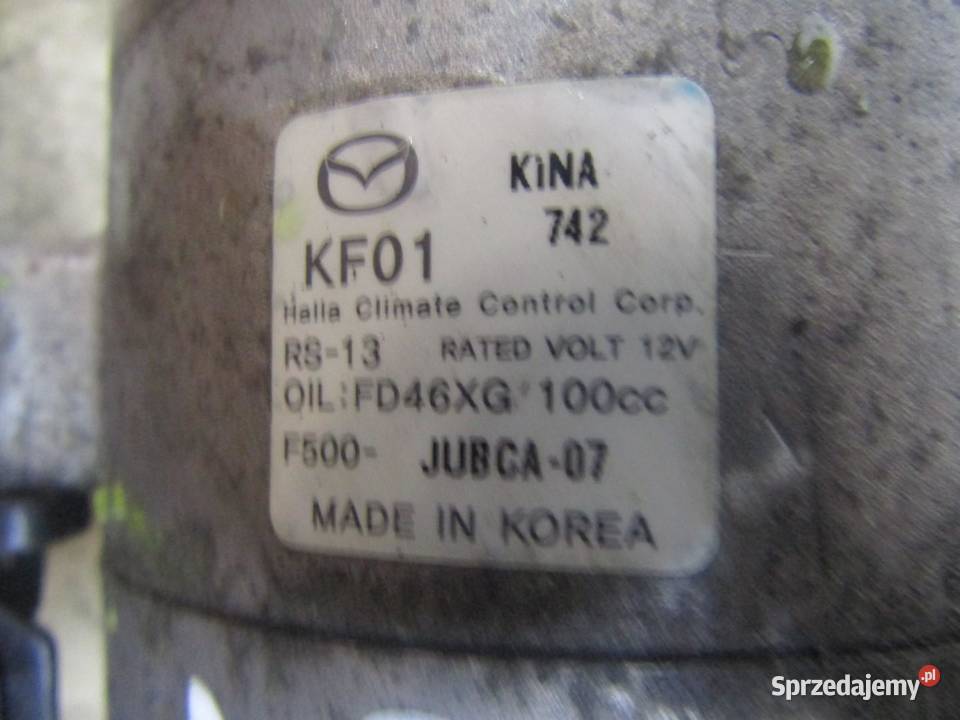 K1NA
742
KF01
Halla Climate Control Corp.
RS-13 RATED VOLT 12V
OIL:FD46XG 100cc
F500- JUBCA-07
MADE IN KOREA
Sprzedajemy.pl